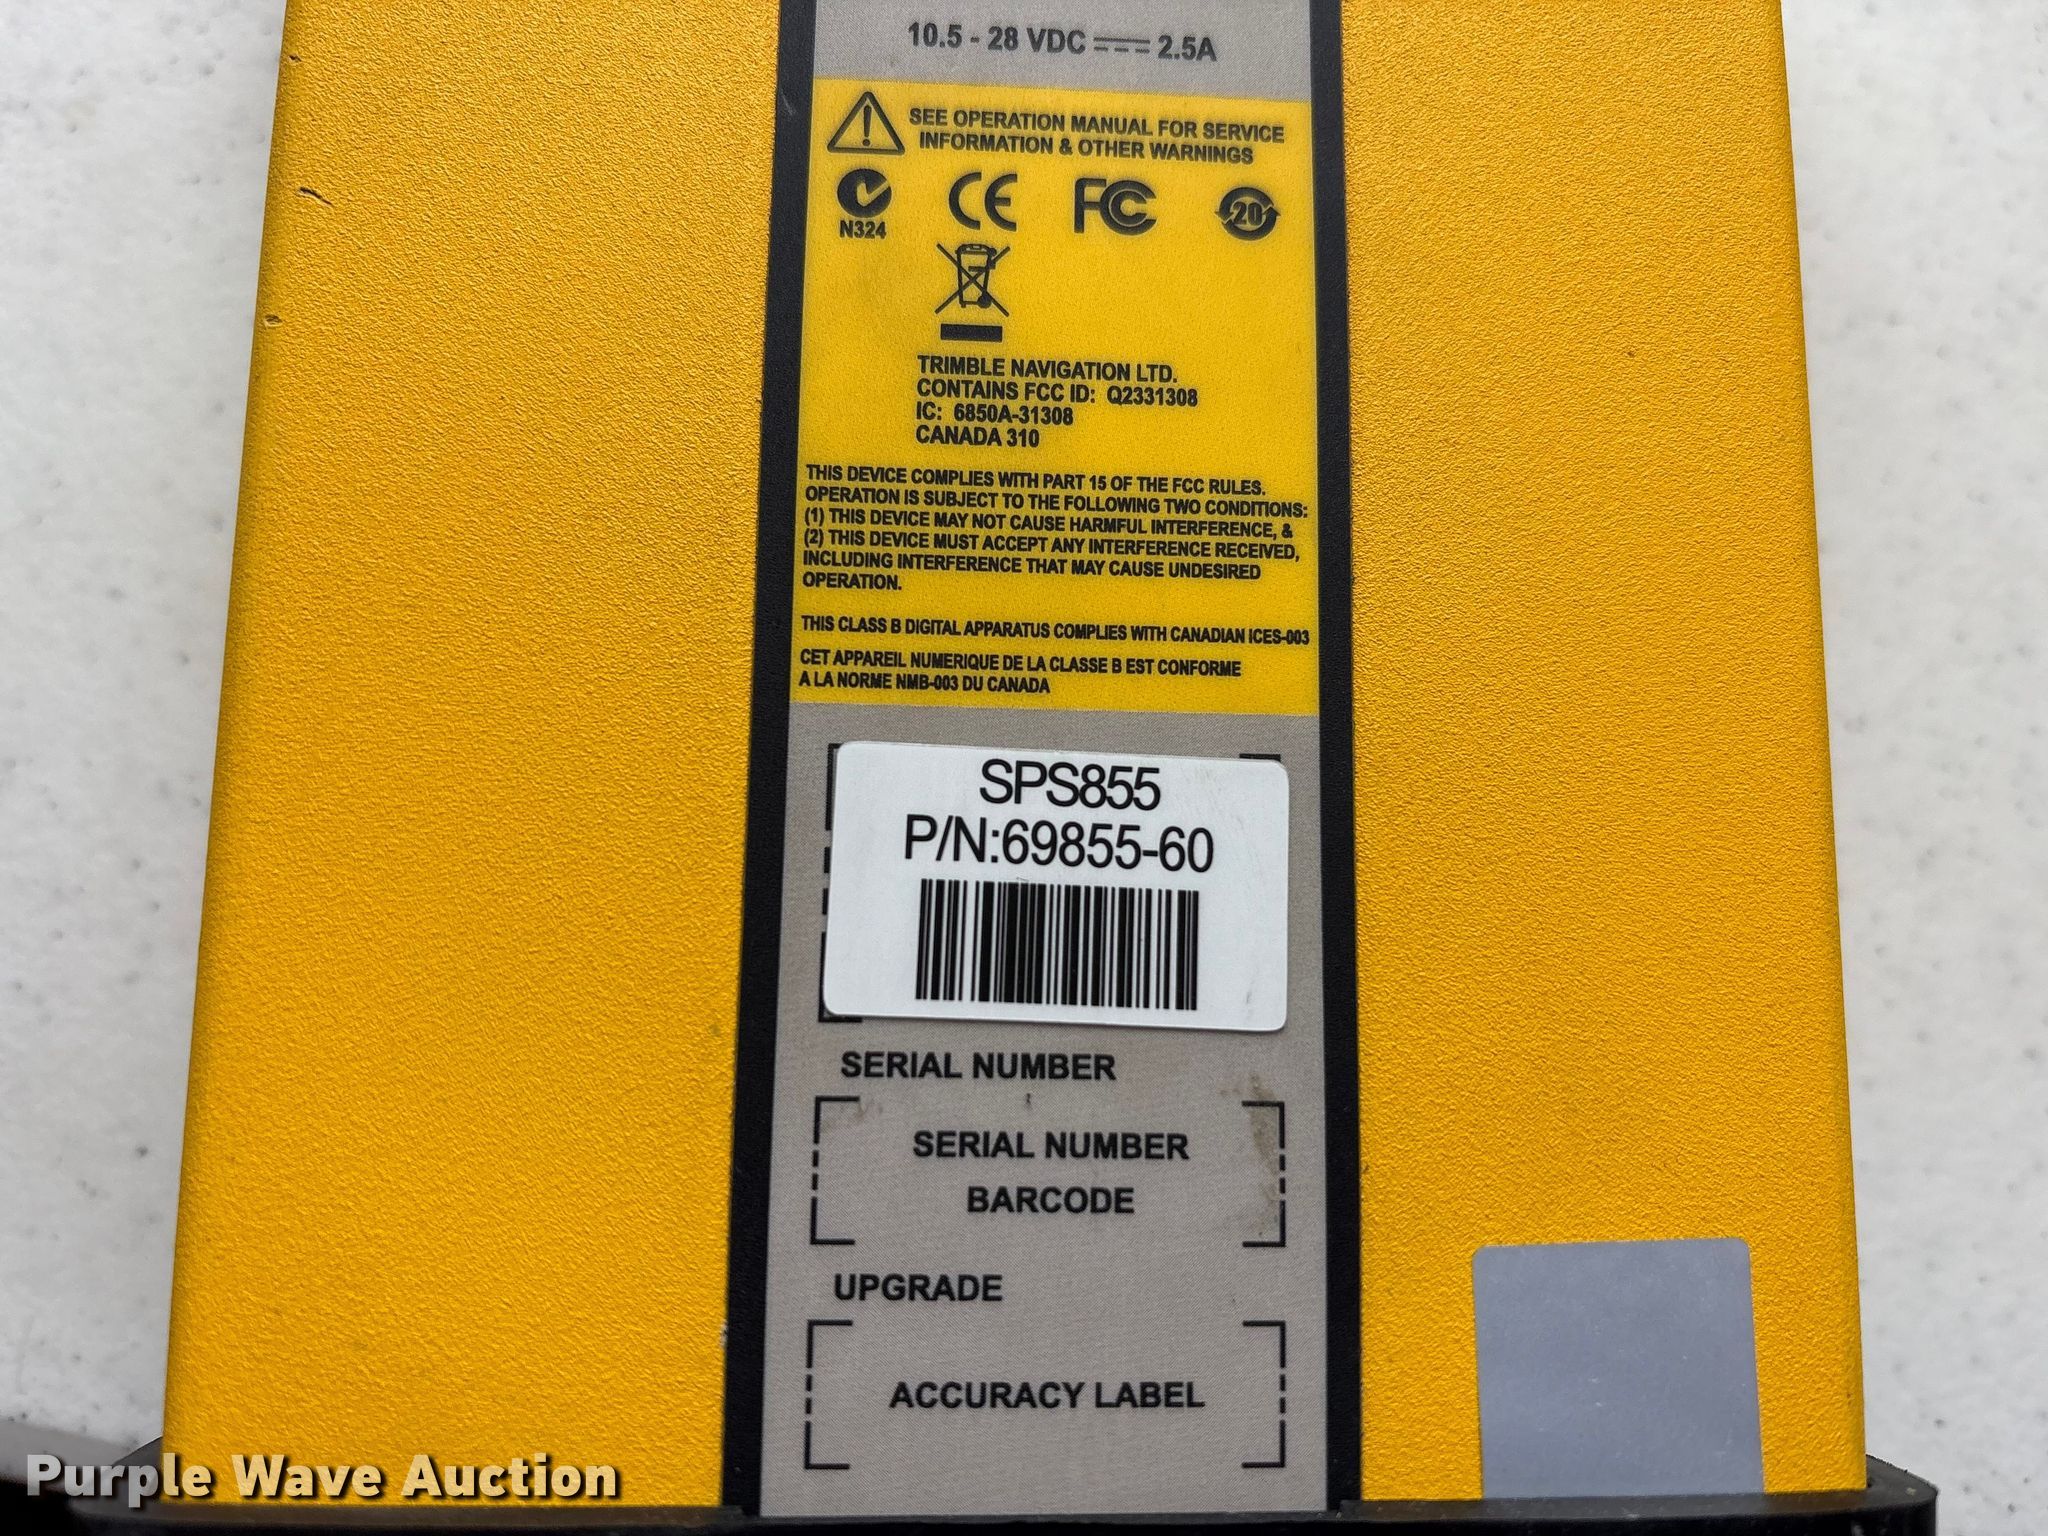 10.5 - 28 VDC ⎓ 2.5A
SEE OPERATION MANUAL FOR SERVICE
INFORMATION & OTHER WARNINGS
N324
CE
FC
20
TRIMBLE NAVIGATION LTD.
CONTAINS FCC ID: Q2331308
IC: 6850A-31308
CANADA 310
THIS DEVICE COMPLIES WITH PART 15 OF THE FCC RULES.
OPERATION IS SUBJECT TO THE FOLLOWING TWO CONDITIONS:
(1) THIS DEVICE MAY NOT CAUSE HARMFUL INTERFERENCE, &
(2) THIS DEVICE MUST ACCEPT ANY INTERFERENCE RECEIVED,
INCLUDING INTERFERENCE THAT MAY CAUSE UNDESIRED
OPERATION.
THIS CLASS B DIGITAL APPARATUS COMPLIES WITH CANADIAN ICES-003
CET APPAREIL NUMERIQUE DE LA CLASSE B EST CONFORME
A LA NORME NMB-003 DU CANADA
SPS855
P/N:69855-60
SERIAL NUMBER
SERIAL NUMBER
BARCODE
UPGRADE
ACCURACY LABEL
Purple Wave Auction